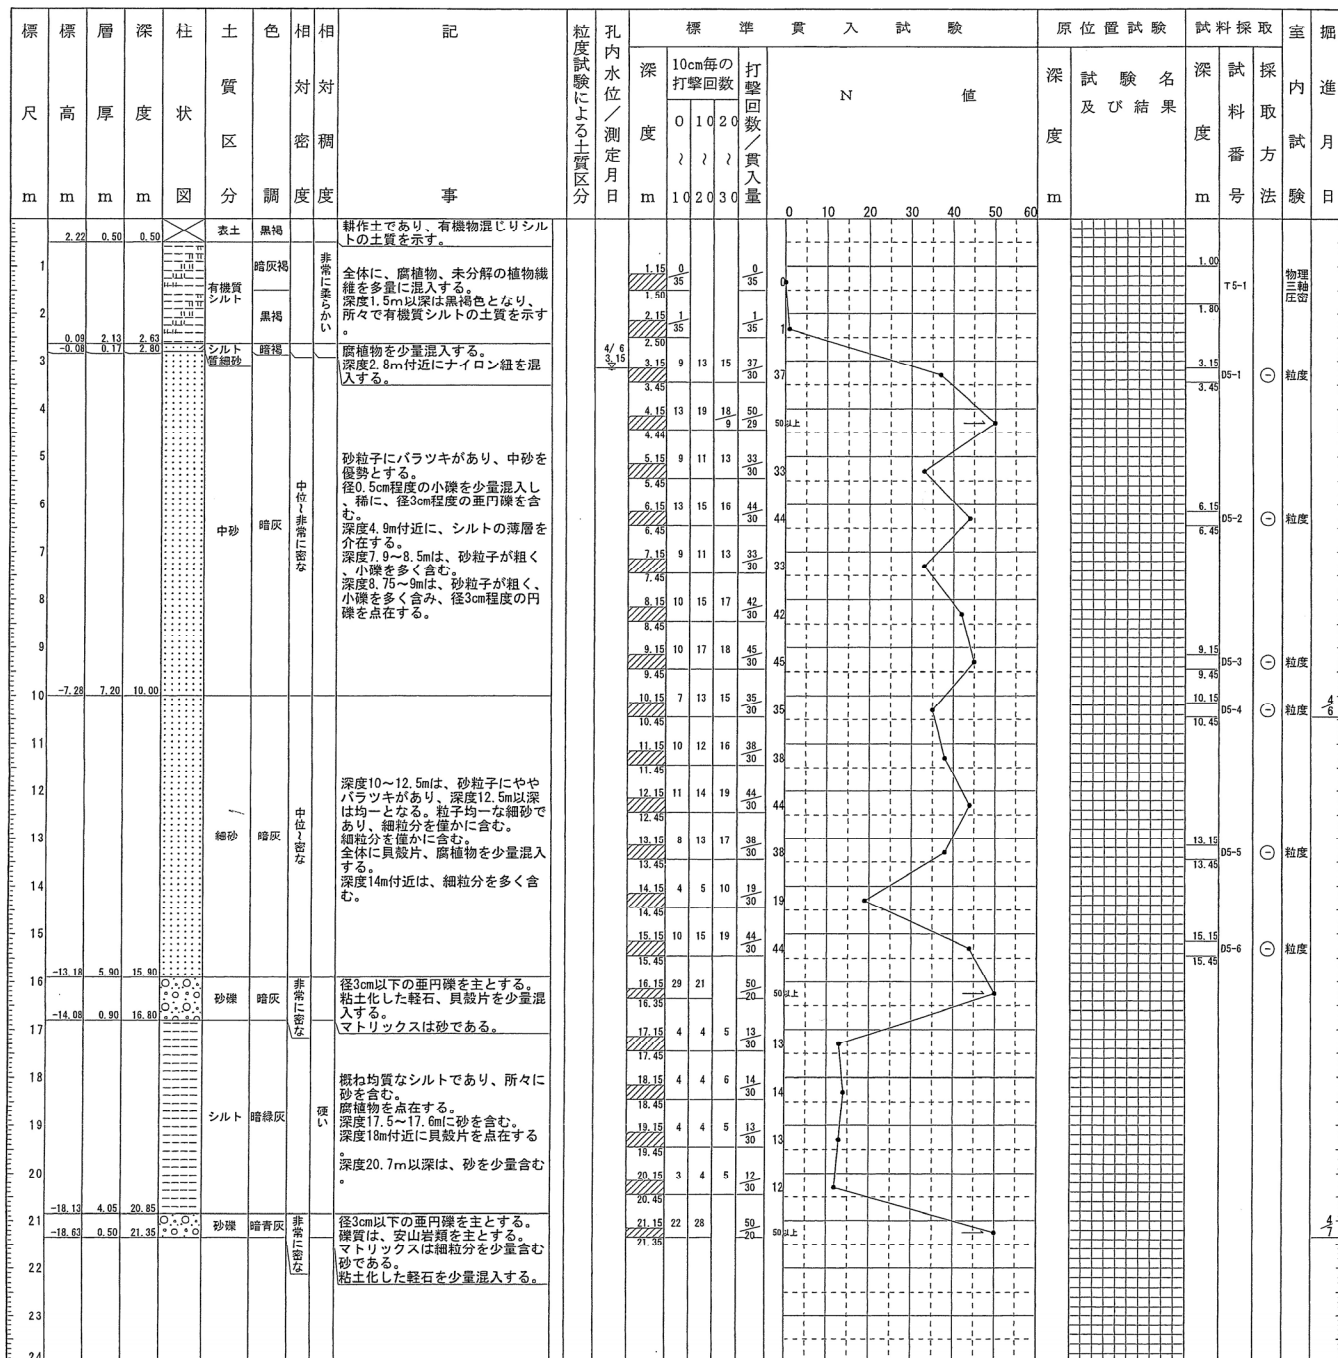 標尺 m
標高 m
層厚 m
深度 m
柱状図
土質区分
色調
相対密度
相対稠度
記事
粒度試験による土質区分
孔内水位／測定月日
標準貫入試験
深度 m
10cm毎の打撃回数
0〜10
10〜20
20〜30
打撃回数／貫入量
N 値
0 10 20 30 40 50 60
原位置試験
深度 m
試験名及び結果
試料採取
深度 m
試料番号
採取方法
室内試験
掘進月日
2.22 0.50 0.50 表土 黒褐
耕作土であり、有機物混じりシル
トの土質を示す。
0.09 2.13 2.63 有機質シルト 暗灰褐 黒褐 非常に柔らかい
全体に、腐植物、未分解の植物繊
維を多量に混入する。
深度1.5m以深は黒褐色となり、
所々で有機質シルトの土質を示す
。
-0.08 0.17 2.80 シルト質細砂 暗褐
腐植物を少量混入する。
深度2.8m付近にナイロン紐を混
入する。
-7.28 7.20 10.00 中砂 暗灰 中位〜非常に密な
砂粒子にバラツキがあり、中砂を
優勢とする。
径0.5cm程度の小礫を少量混入し
、稀に、径3cm程度の亜円礫を含
む。
深度4.9m付近に、シルトの薄層を
介在する。
深度7.9〜8.5mは、砂粒子が粗く
、小礫を多く含む。
深度8.75〜9mは、砂粒子が粗く、
小礫を多く含み、径3cm程度の円
礫を点在する。
-13.18 5.90 15.90 細砂 暗灰 中位〜密な
深度10〜12.5mは、砂粒子にやや
バラツキがあり、深度12.5m以深
は均一となる。粒子均一な細砂で
あり、細粒分を僅かに含む。
細粒分を僅かに含む。
全体に貝殻片、腐植物を少量混入
する。
深度14m付近は、細粒分を多く含
む。
-14.08 0.90 16.80 砂礫 暗灰 非常に密な
径3cm以下の亜円礫を主とする。
粘土化した軽石、貝殻片を少量混
入する。
マトリックスは砂である。
-18.13 4.05 20.85 シルト 暗緑灰 硬い
概ね均質なシルトであり、所々に
砂を含む。
腐植物を点在する。
深度17.5〜17.6mに砂を含む。
深度18m付近に貝殻片を点在する
。
深度20.7m以深は、砂を少量含む
。
-18.63 0.50 21.35 砂礫 暗青灰 非常に密な
径3cm以下の亜円礫を主とする。
礫質は、安山岩類を主とする。
マトリックスは細粒分を少量含む
砂である。
粘土化した軽石を少量混入する。
1
2
3
4
5
6
7
8
9
10
11
12
13
14
15
16
17
18
19
20
21
22
23
24
4/6
3.15
1.15 0/35 0/35 0
1.50
2.15 1/35 1/35 1
2.50
3.15 9 13 15 37/30 37
3.45
4.15 13 19 18/9 50/29 50以上
4.44
5.15 9 11 13 33/30 33
5.45
6.15 13 15 16 44/30 44
6.45
7.15 9 11 13 33/30 33
7.45
8.15 10 15 17 42/30 42
8.45
9.15 10 17 18 45/30 45
9.45
10.15 7 13 15 35/30 35
10.45
11.15 10 12 16 38/30 38
11.45
12.15 11 14 19 44/30 44
12.45
13.15 8 13 17 38/30 38
13.45
14.15 4 5 10 19/30 19
14.45
15.15 10 15 19 44/30 44
15.45
16.15 29 21 50/20 50以上
16.35
17.15 4 4 5 13/30 13
17.45
18.15 4 4 6 14/30 14
18.45
19.15 4 4 5 13/30 13
19.45
20.15 3 4 5 12/30 12
20.45
21.15 22 28 50/20 50以上
21.35
1.00
1.80 T5-1 物理 三軸 圧密
3.15
3.45 D5-1 粒度
6.15
6.45 D5-2 粒度
9.15
9.45 D5-3 粒度
10.15
10.45 D5-4 粒度
4/6
13.15
13.45 D5-5 粒度
15.15
15.45 D5-6 粒度
4/7